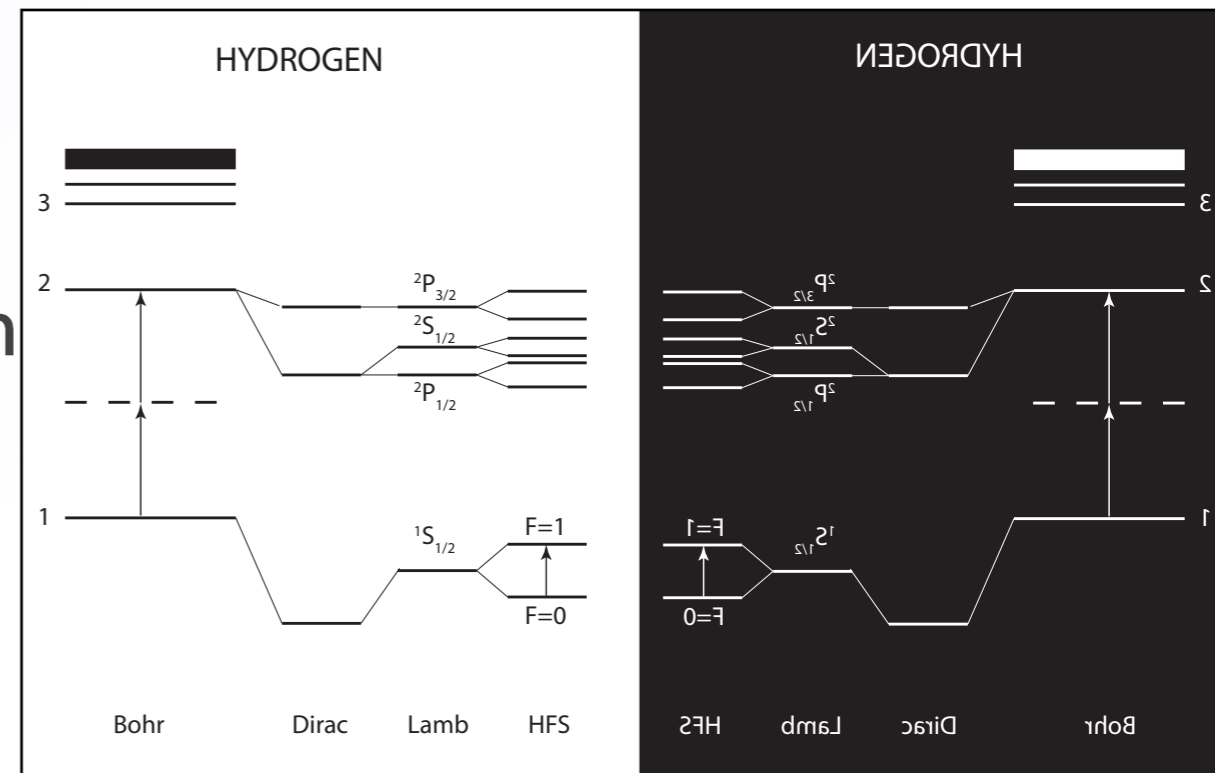 HYDROGEN
3
2
1
²P₃/₂
²S₁/₂
²P₁/₂
¹S₁/₂
F=1
F=0
Bohr Dirac Lamb HFS
HYDROGEN
3
2
1
²P₃/₂
²S₁/₂
²P₁/₂
¹S₁/₂
F=1
F=0
HFS Lamb Dirac Bohr
n